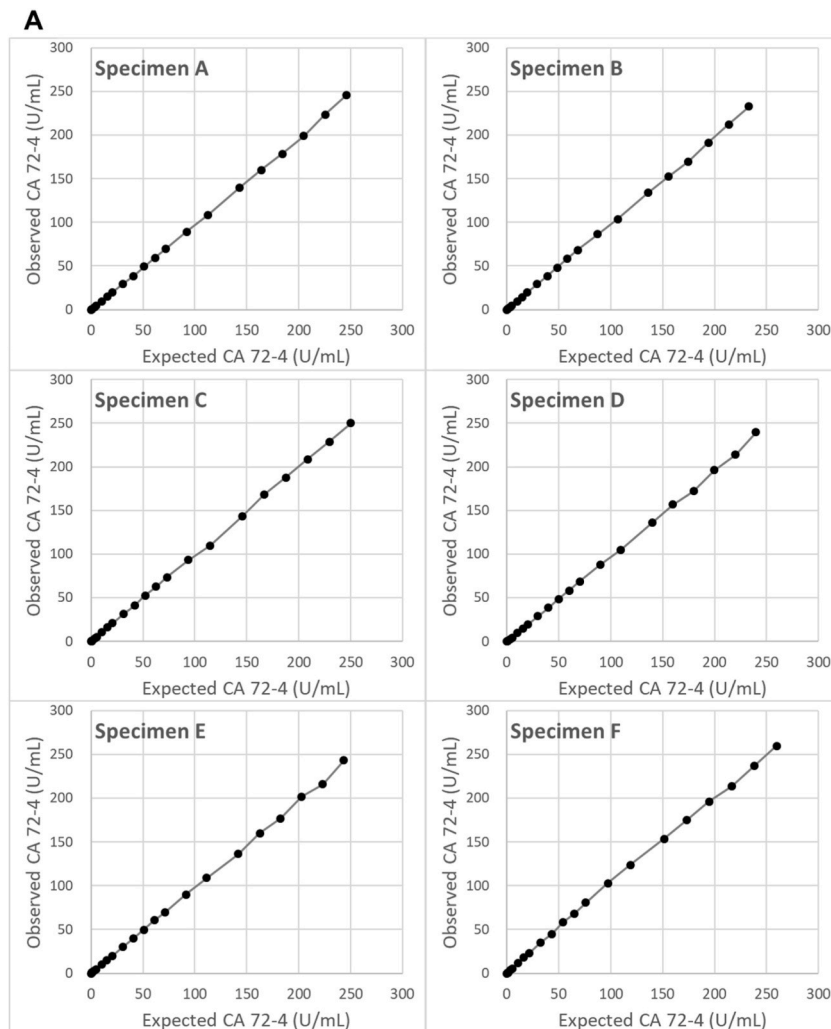 A
Specimen A
300
250
200
150
100
50
0
Observed CA 72-4 (U/mL)
0 50 100 150 200 250 300
Expected CA 72-4 (U/mL)
Specimen B
300
250
200
150
100
50
0
Observed CA 72-4 (U/mL)
0 50 100 150 200 250 300
Expected CA 72-4 (U/mL)
Specimen C
300
250
200
150
100
50
0
Observed CA 72-4 (U/mL)
0 50 100 150 200 250 300
Expected CA 72-4 (U/mL)
Specimen D
300
250
200
150
100
50
0
Observed CA 72-4 (U/mL)
0 50 100 150 200 250 300
Expected CA 72-4 (U/mL)
Specimen E
300
250
200
150
100
50
0
Observed CA 72-4 (U/mL)
0 50 100 150 200 250 300
Expected CA 72-4 (U/mL)
Specimen F
300
250
200
150
100
50
0
Observed CA 72-4 (U/mL)
0 50 100 150 200 250 300
Expected CA 72-4 (U/mL)